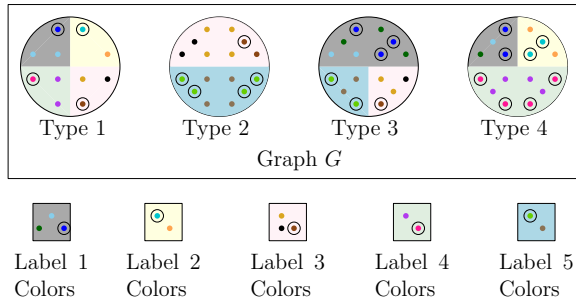 Type 1 Type 2 Type 3 Type 4
Graph G
Label 1 Label 2 Label 3 Label 4 Label 5
Colors Colors Colors Colors Colors